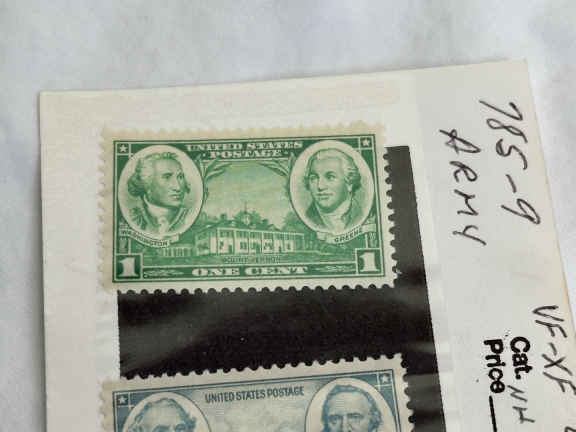 UNITED STATES
POSTAGE
WASHINGTON
GREENE
MOUNT VERNON
1 ONE CENT 1
UNITED STATES POSTAGE
785-9
ARMY
VF-XF
NH
Cat.
Price